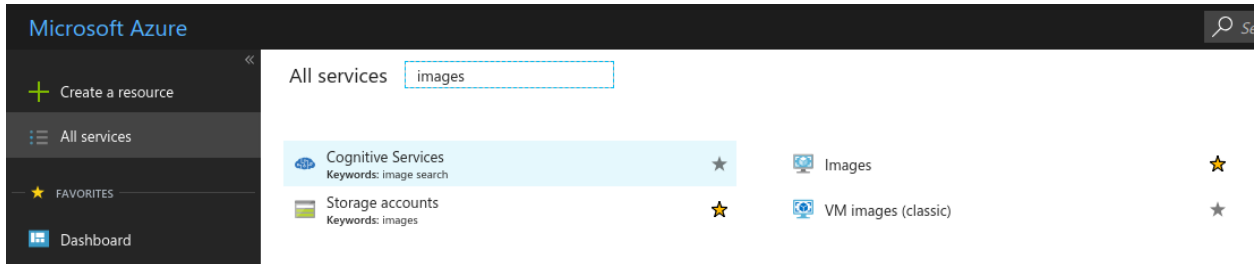 Microsoft Azure
Se
«
Create a resource
All services
FAVORITES
Dashboard
All services
images
Cognitive Services
Keywords: image search
Storage accounts
Keywords: images
Images
VM images (classic)